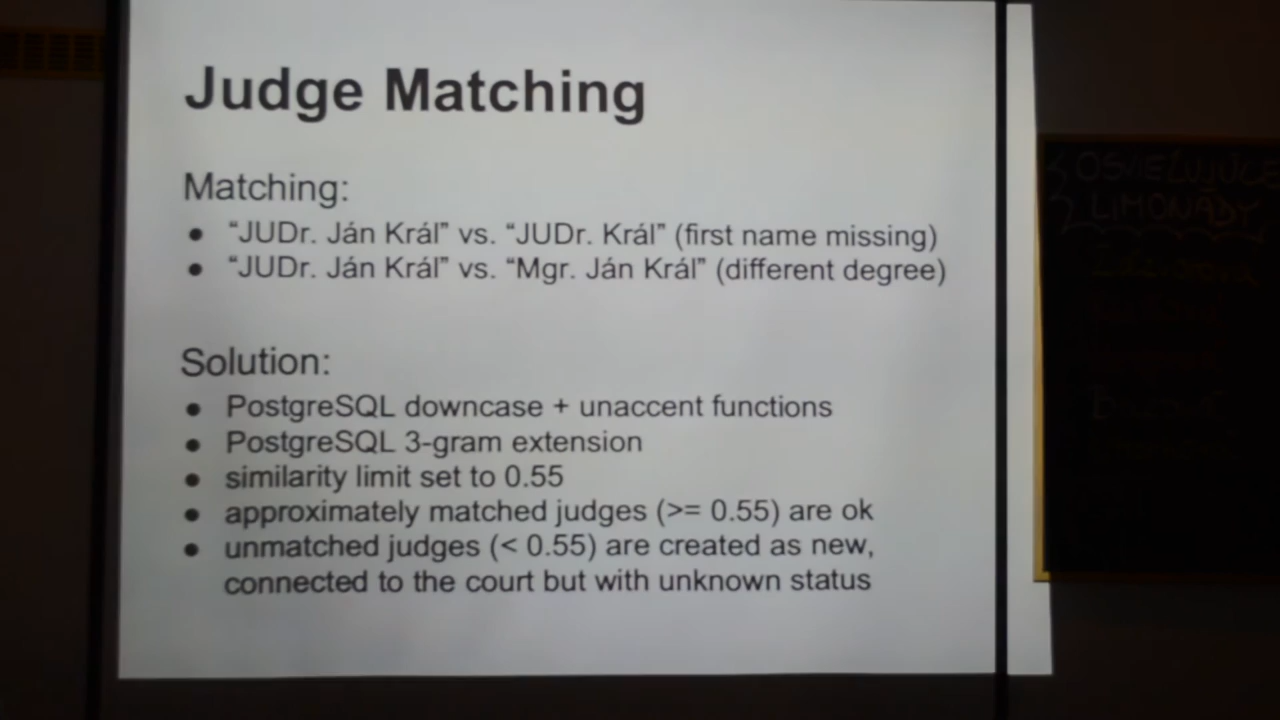 Judge Matching
Matching:
● “JUDr. Ján Král” vs. “JUDr. Král” (first name missing)
● “JUDr. Ján Král” vs. “Mgr. Ján Král” (different degree)
Solution:
● PostgreSQL downcase + unaccent functions
● PostgreSQL 3-gram extension
● similarity limit set to 0.55
● approximately matched judges (>= 0.55) are ok
● unmatched judges (< 0.55) are created as new,
connected to the court but with unknown status
LIMONÁDY